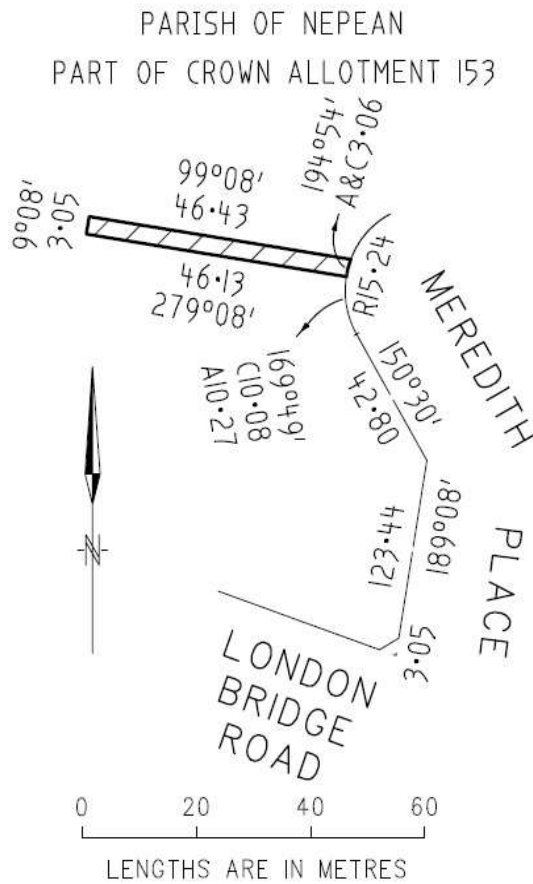 PARISH OF NEPEAN
PART OF CROWN ALLOTMENT 153
194°54'
A&C3·06
99°08'
46·43
9°08'
3·05
46·13
279°08'
R15·24
MEREDITH
PLACE
169°49'
C10·08
A10·27
150°30'
42·80
123·44
189°08'
3·05
N
LONDON
BRIDGE
ROAD
0 20 40 60
LENGTHS ARE IN METRES